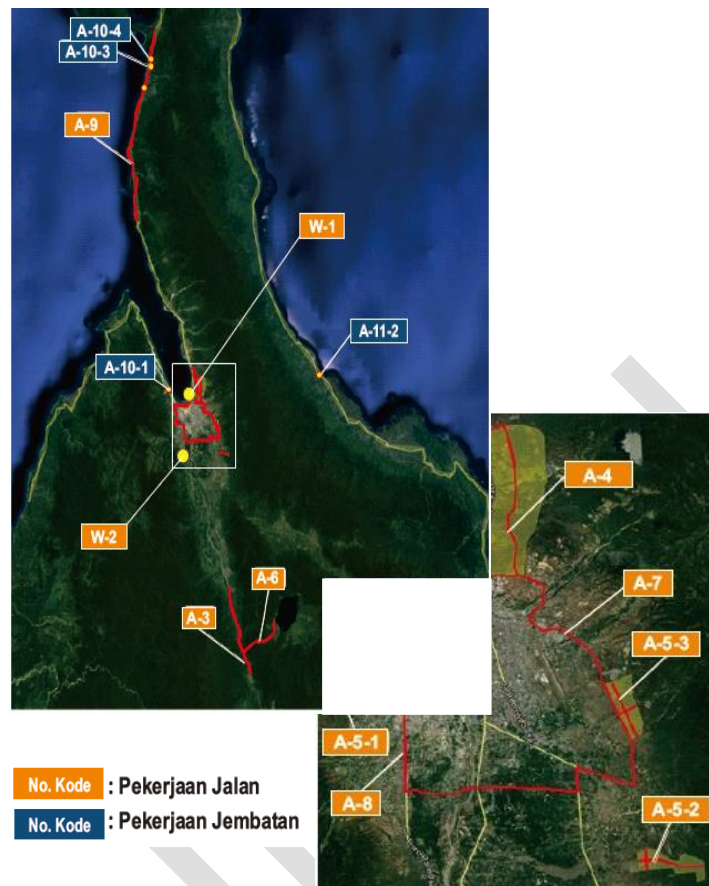 A-10-4
A-10-3
A-9
W-1
A-11-2
A-10-1
W-2
A-6
A-3
A-4
A-7
A-5-3
A-5-1
A-8
A-5-2
No. Kode : Pekerjaan Jalan
No. Kode : Pekerjaan Jembatan